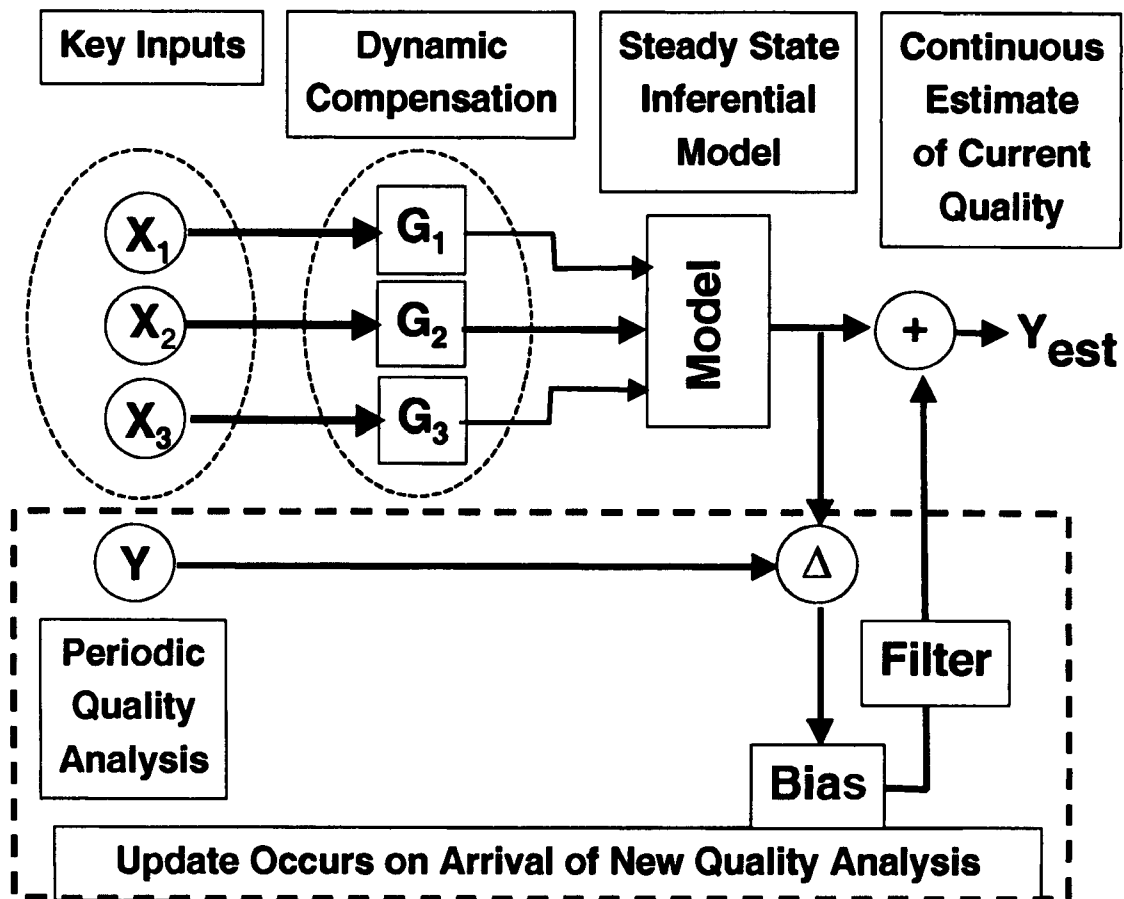 Key Inputs
Dynamic
Compensation
Steady State
Inferential
Model
Continuous
Estimate
of Current
Quality
X1
G1
X2
G2
X3
G3
Model
+
Yest
Y
Δ
Periodic
Quality
Analysis
Filter
Bias
Update Occurs on Arrival of New Quality Analysis